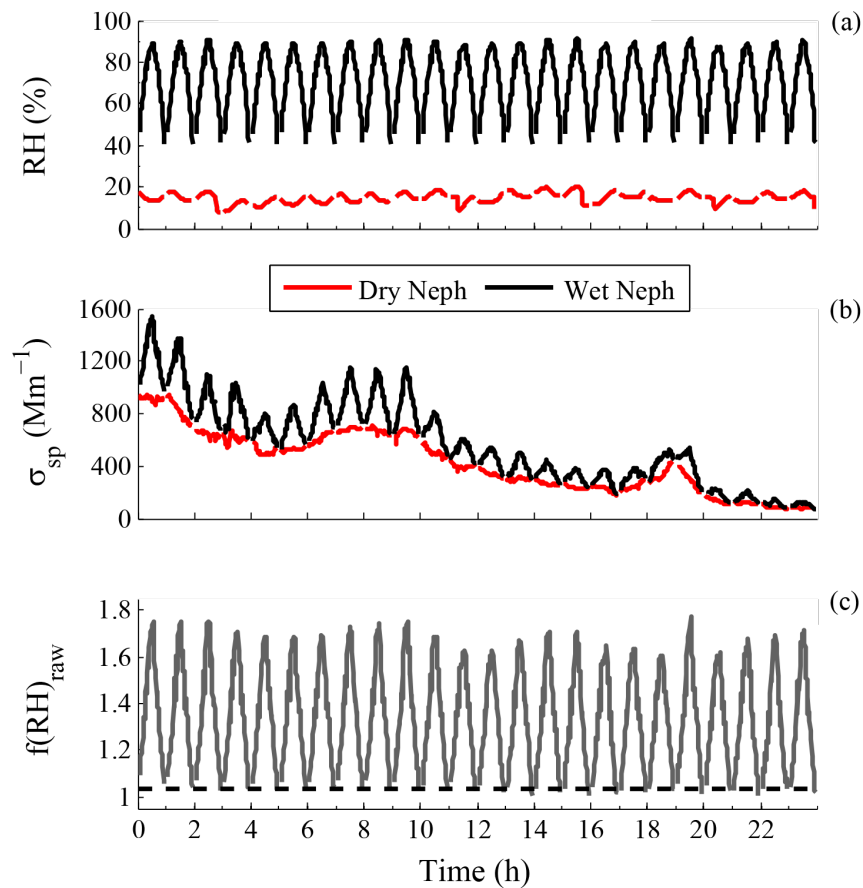 (a)
RH (%)
100
80
60
40
20
0
Dry Neph
Wet Neph
(b)
σsp (Mm−1)
1600
1200
800
400
0
(c)
f(RH)raw
1.8
1.6
1.4
1.2
1
0 2 4 6 8 10 12 14 16 18 20 22
Time (h)